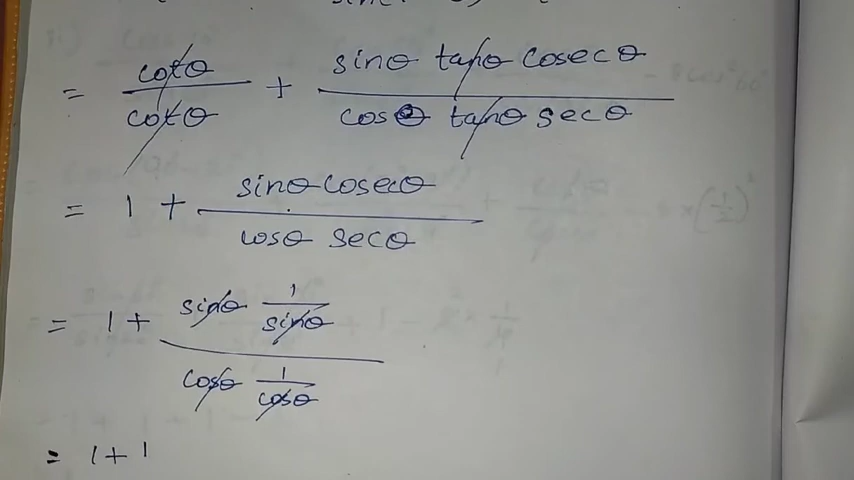 = cotθ/cotθ + sinθ tanθ cosecθ / cosθ tanθ secθ
= 1 + sinθ cosecθ / cosθ secθ
= 1 + sinθ 1/sinθ / cosθ 1/cosθ
= 1 + 1